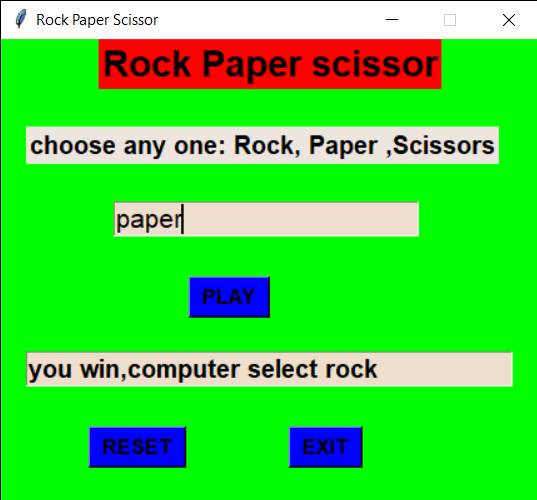 Rock Paper Scissor
Rock Paper scissor
choose any one: Rock, Paper ,Scissors
paper
PLAY
you win,computer select rock
RESET EXIT